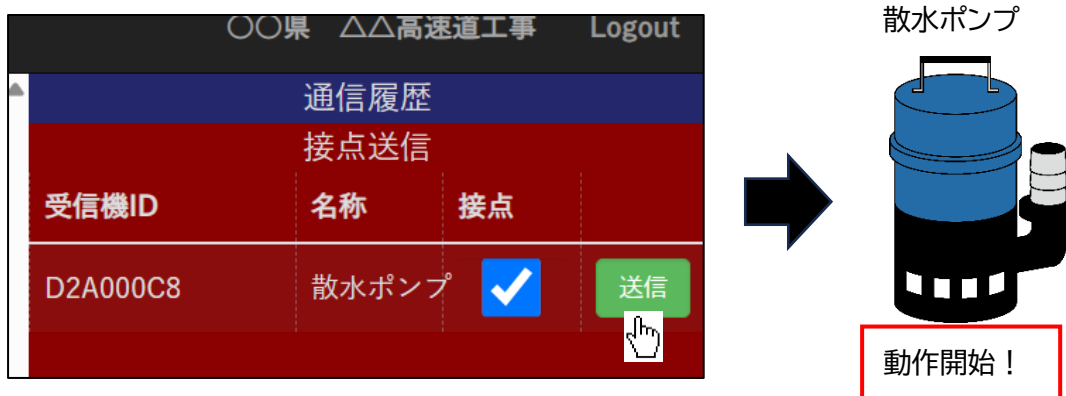 〇〇県 △△高速道工事 Logout
通信履歴
接点送信
受信機ID 名称 接点
D2A000C8 散水ポンプ 送信
散水ポンプ
動作開始！